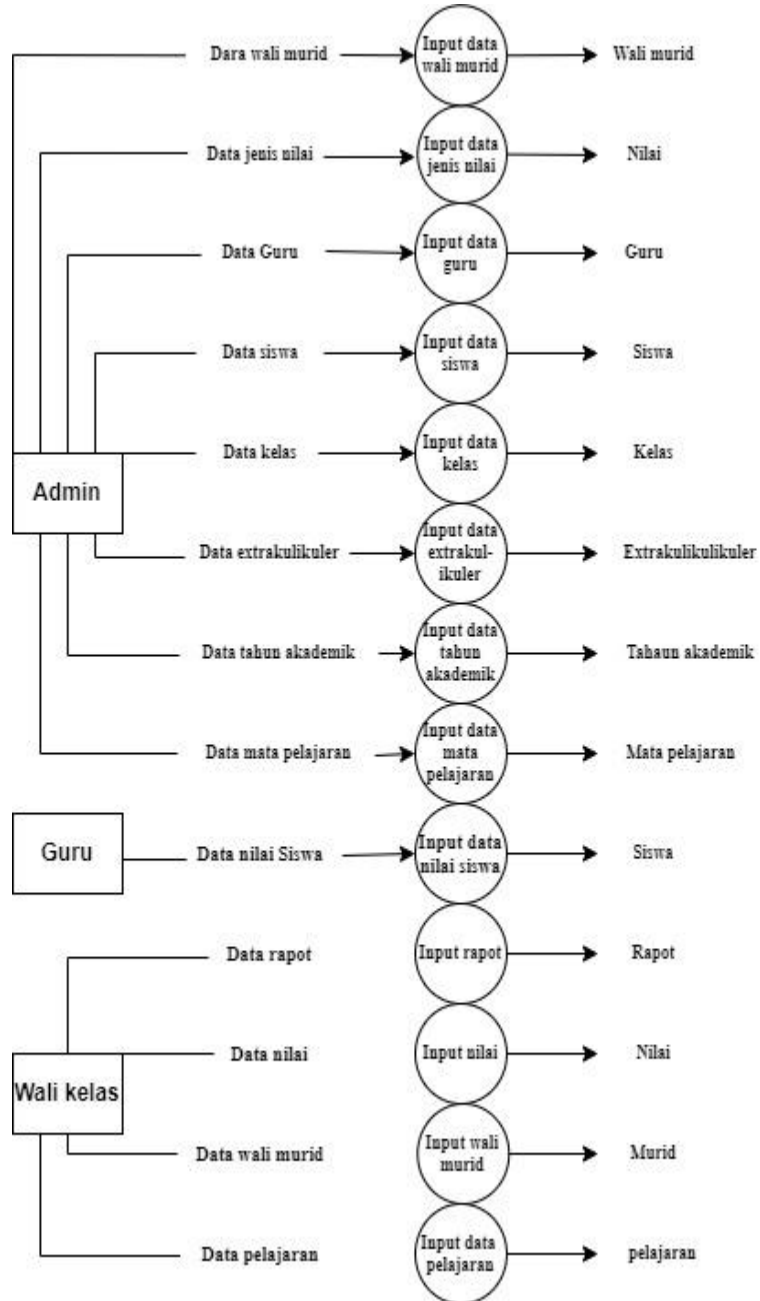 Dara wali murid
Input data
wali murid
Wali murid
Data jenis nilai
Input data
jenis nilai
Nilai
Data Guru
Input data
guru
Guru
Data siswa
Input data
siswa
Siswa
Data kelas
Input data
kelas
Kelas
Admin
Data extrakulikuler
Input data
extrakul-
ikuler
Extrakulikulikuler
Data tahun akademik
Input data
tahun
akademik
Tahaun akademik
Data mata pelajaran
Input data
mata
pelajaran
Mata pelajaran
Guru
Data nilai Siswa
Input data
nilai siswa
Siswa
Data rapot
Input rapot
Rapot
Data nilai
Input nilai
Nilai
Wali kelas
Data wali murid
Input wali
murid
Murid
Data pelajaran
Input data
pelajaran
pelajaran